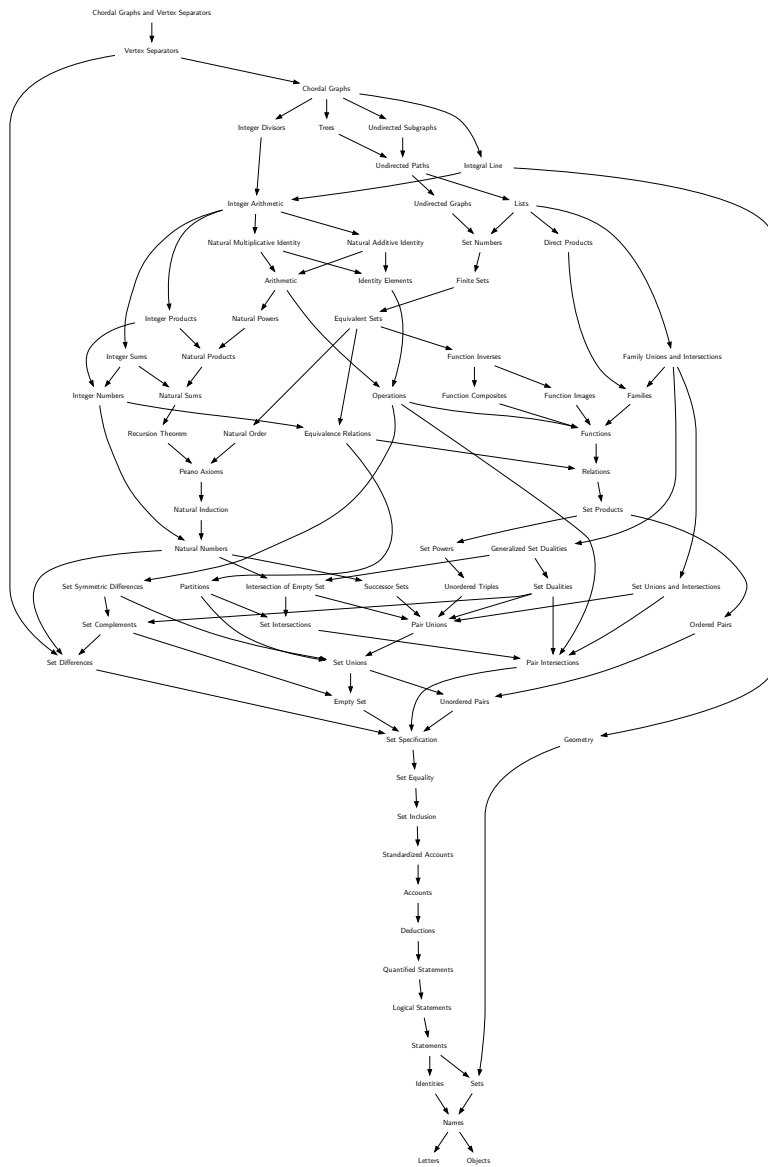 Chordal Graphs and Vertex Separators
Vertex Separators
Chordal Graphs
Integer Divisors
Trees
Undirected Subgraphs
Undirected Paths
Integral Line
Integer Arithmetic
Undirected Graphs
Lists
Natural Multiplicative Identity
Natural Additive Identity
Set Numbers
Direct Products
Arithmetic
Identity Elements
Finite Sets
Integer Products
Natural Powers
Equivalent Sets
Integer Sums
Natural Products
Function Inverses
Family Unions and Intersections
Integer Numbers
Natural Sums
Operations
Function Composites
Function Images
Families
Recursion Theorem
Natural Order
Equivalence Relations
Functions
Peano Axioms
Relations
Natural Induction
Set Products
Natural Numbers
Set Powers
Generalized Set Dualities
Set Symmetric Differences
Partitions
Intersection of Empty Set
Successor Sets
Unordered Triples
Set Dualities
Set Unions and Intersections
Set Complements
Set Intersections
Pair Unions
Ordered Pairs
Set Differences
Set Unions
Pair Intersections
Empty Set
Unordered Pairs
Set Specification
Geometry
Set Equality
Set Inclusion
Standardized Accounts
Accounts
Deductions
Quantified Statements
Logical Statements
Statements
Identities
Sets
Names
Letters
Objects